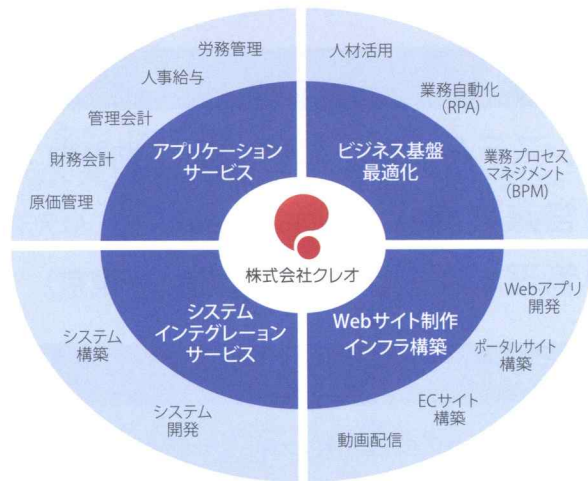 労務管理
人事給与
管理会計
財務会計
原価管理
アプリケーション
サービス
人材活用
業務自動化
(RPA)
業務プロセス
マネジメント
(BPM)
ビジネス基盤
最適化
株式会社クレオ
システム
インテグレーション
サービス
システム
構築
システム
開発
Webサイト制作
インフラ構築
Webアプリ
開発
ポータルサイト
構築
ECサイト
構築
動画配信